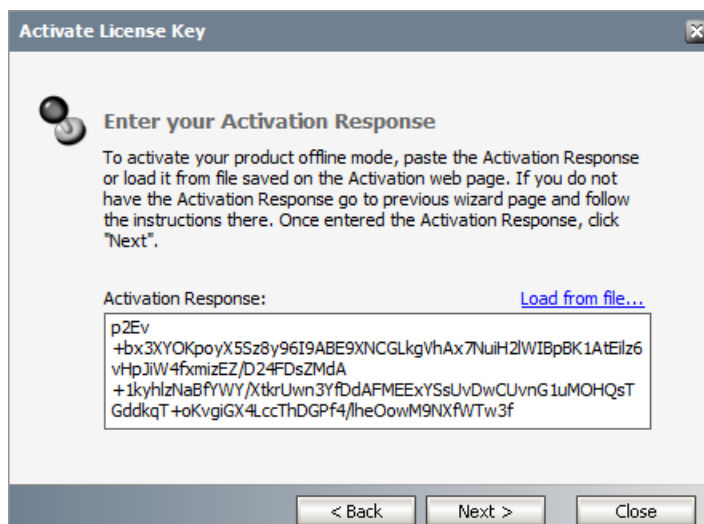 Activate License Key
Enter your Activation Response
To activate your product offline mode, paste the Activation Response
or load it from file saved on the Activation web page. If you do not
have the Activation Response go to previous wizard page and follow
the instructions there. Once entered the Activation Response, click
"Next".
Activation Response:
Load from file...
p2Ev
+bx3XYOKpoyX5Sz8y96I9ABE9XNCGLkgVhAx7NuiH2lWIBpBK1AtEilz6
vHpJiW4fxmizEZ/D24FDsZMdA
+1kyhlzNaBfYWY/XtkrUwn3YfDdAFMEExYSsUvDwCUvnG1uMOHQsT
GddkqT+oKvgiGX4LccThDGPf4/lheOowM9NXfWTw3f
< Back
Next >
Close